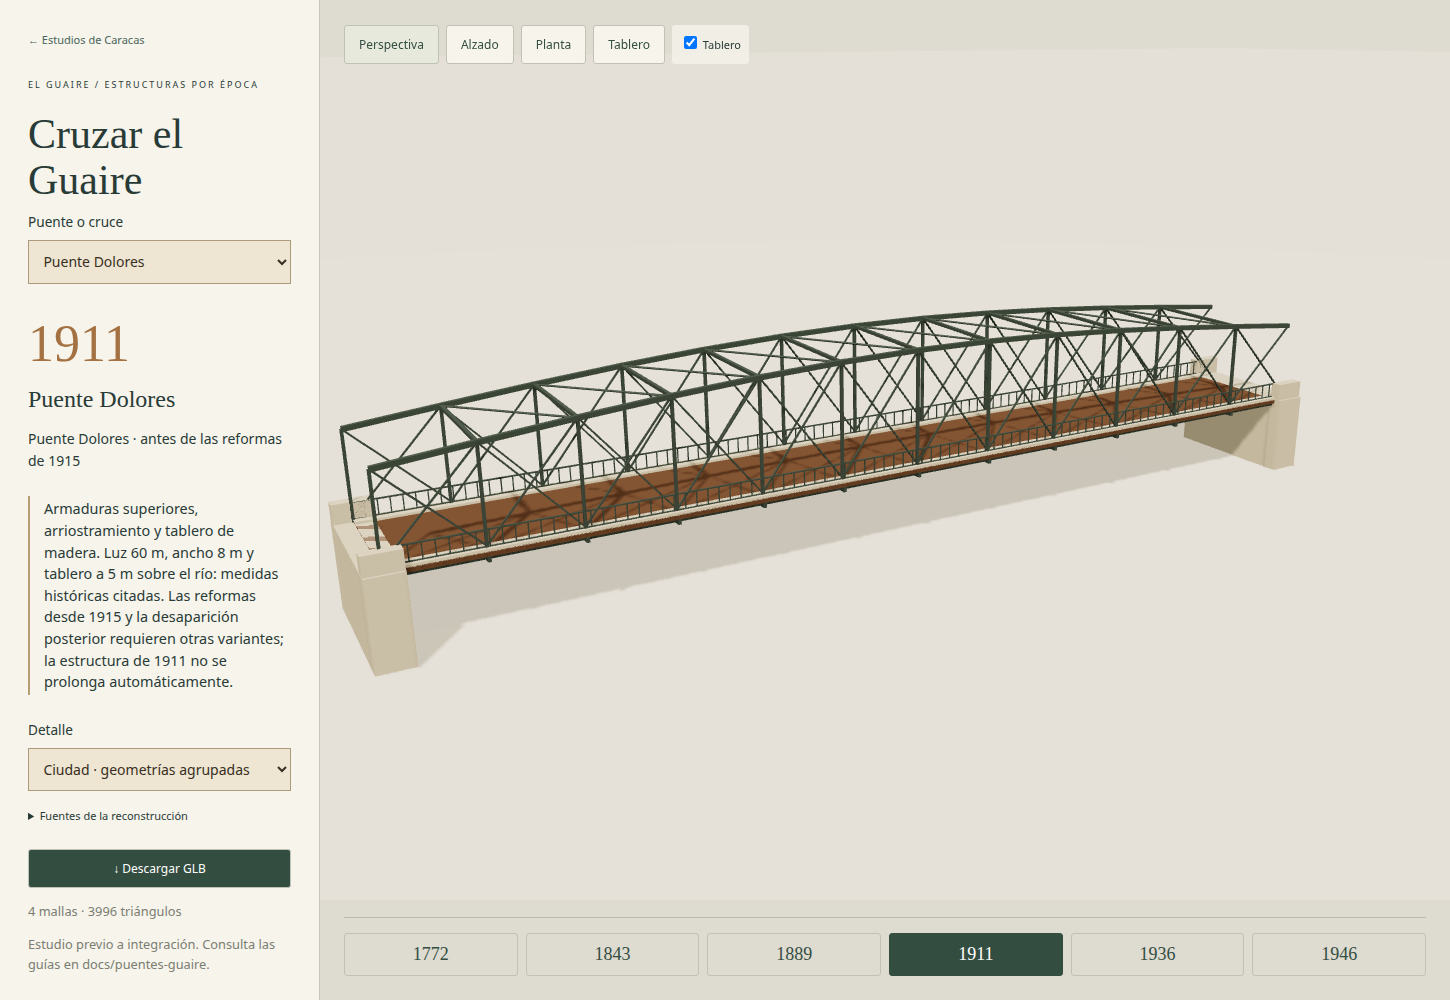 ← Estudios de Caracas
EL GUAIRE / ESTRUCTURAS POR ÉPOCA
Cruzar el
Guaire
Puente o cruce
Puente Dolores
1911
Puente Dolores
Puente Dolores · antes de las reformas
de 1915
Armaduras superiores,
arriostramiento y tablero de
madera. Luz 60 m, ancho 8 m y
tablero a 5 m sobre el río: medidas
históricas citadas. Las reformas
desde 1915 y la desaparición
posterior requieren otras variantes;
la estructura de 1911 no se
prolonga automáticamente.
Detalle
Ciudad · geometrías agrupadas
▶ Fuentes de la reconstrucción
↓ Descargar GLB
4 mallas · 3996 triángulos
Estudio previo a integración. Consulta las
guías en docs/puentes-guaire.
Perspectiva Alzado Planta Tablero Tablero
1772 1843 1889 1911 1936 1946